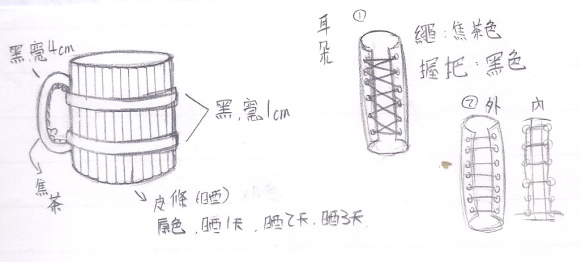 黑,寬4cm
耳朵
①
繩:焦茶色
握把:黑色
黑,寬1cm
② 外 內
焦茶
皮條(晒)
原色,晒1天,晒2天,晒3天.